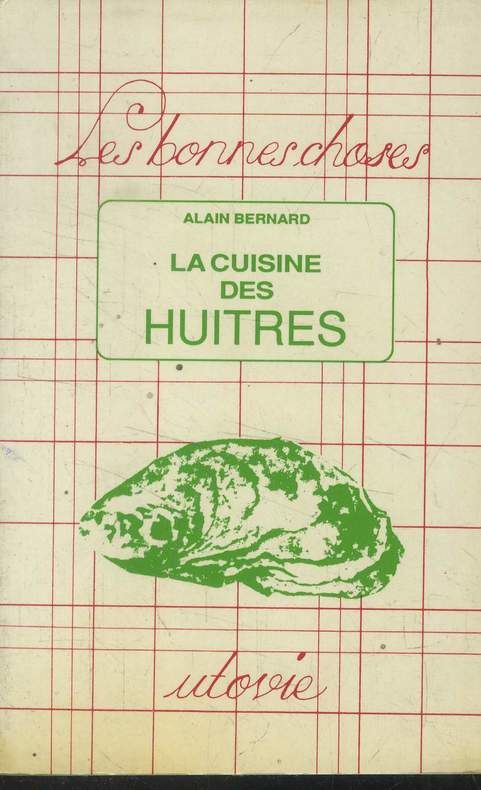 Les bonnes choses
ALAIN BERNARD
LA CUISINE
DES
HUITRES
utovie